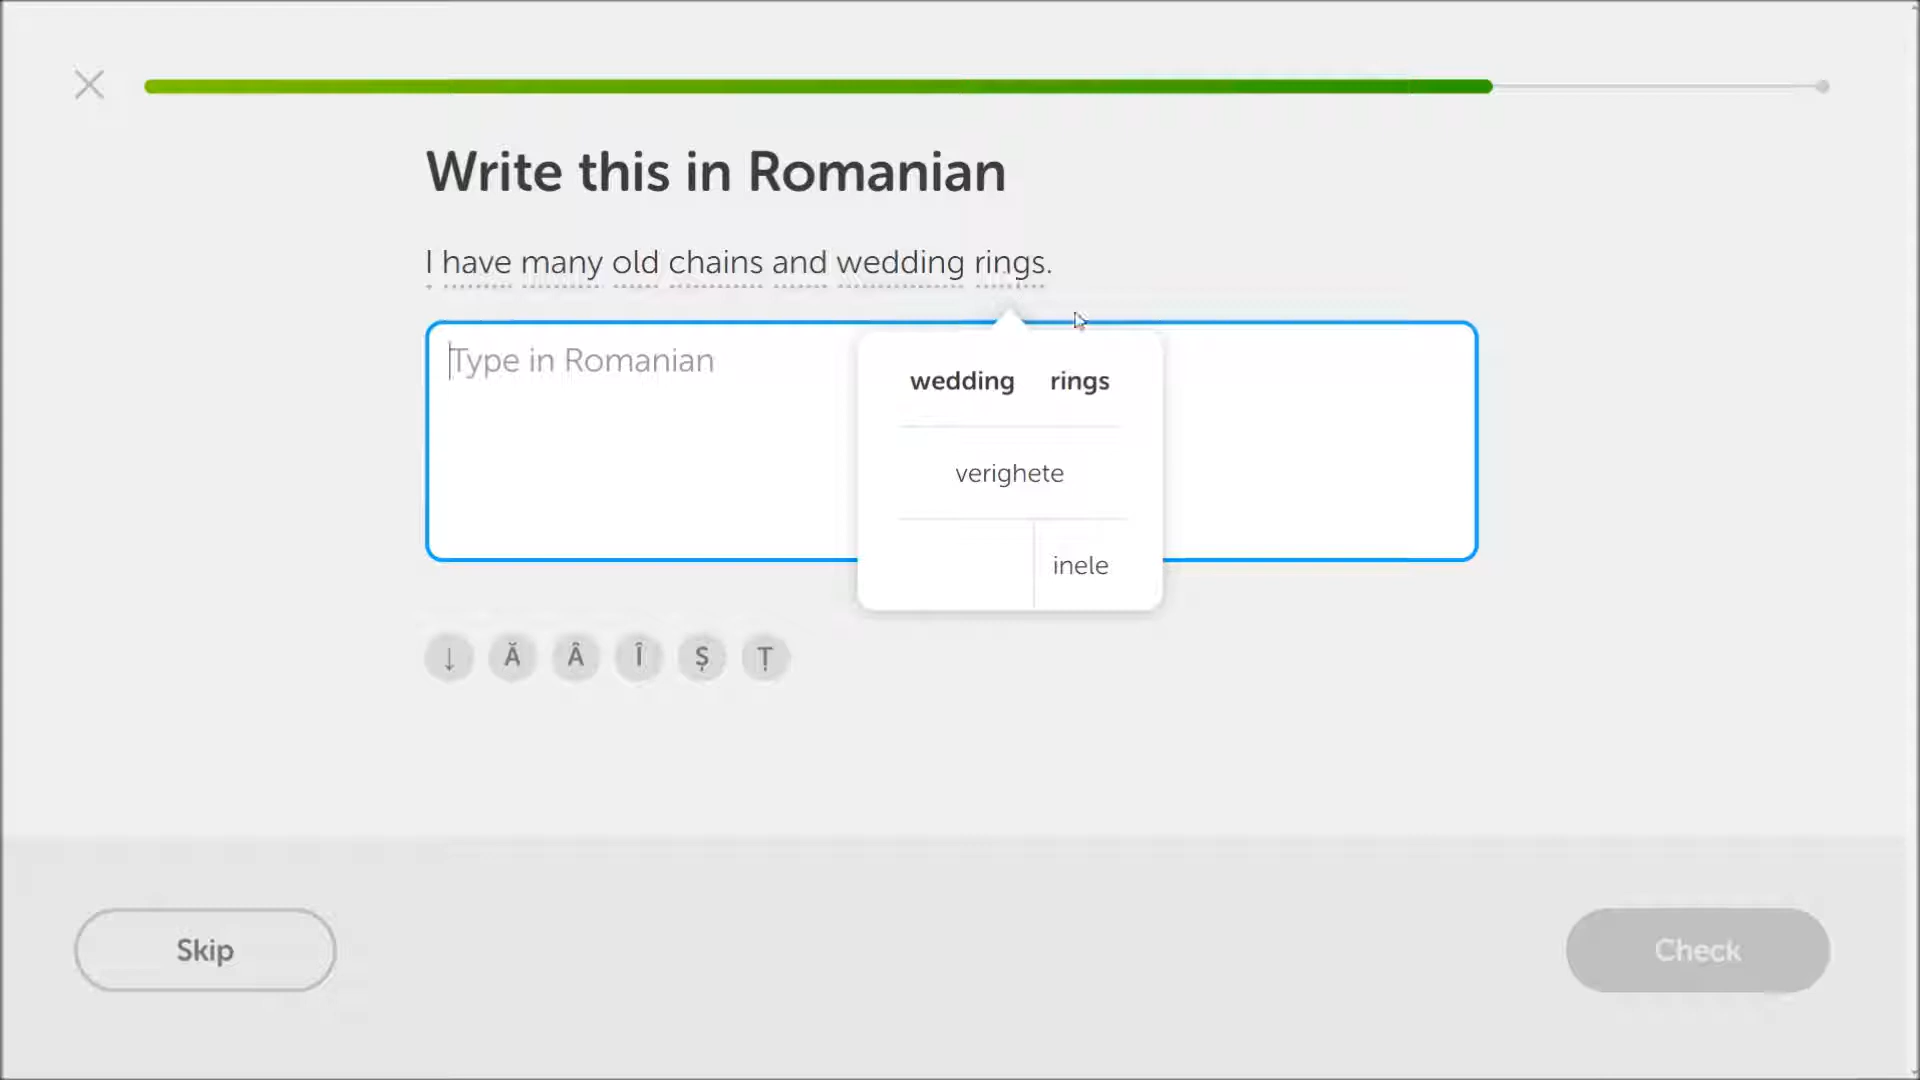 Write this in Romanian
I have many old chains and wedding rings.
Type in Romanian
wedding rings
verighete
inele
↓ Ă Â Î Ș Ț
Skip
Check